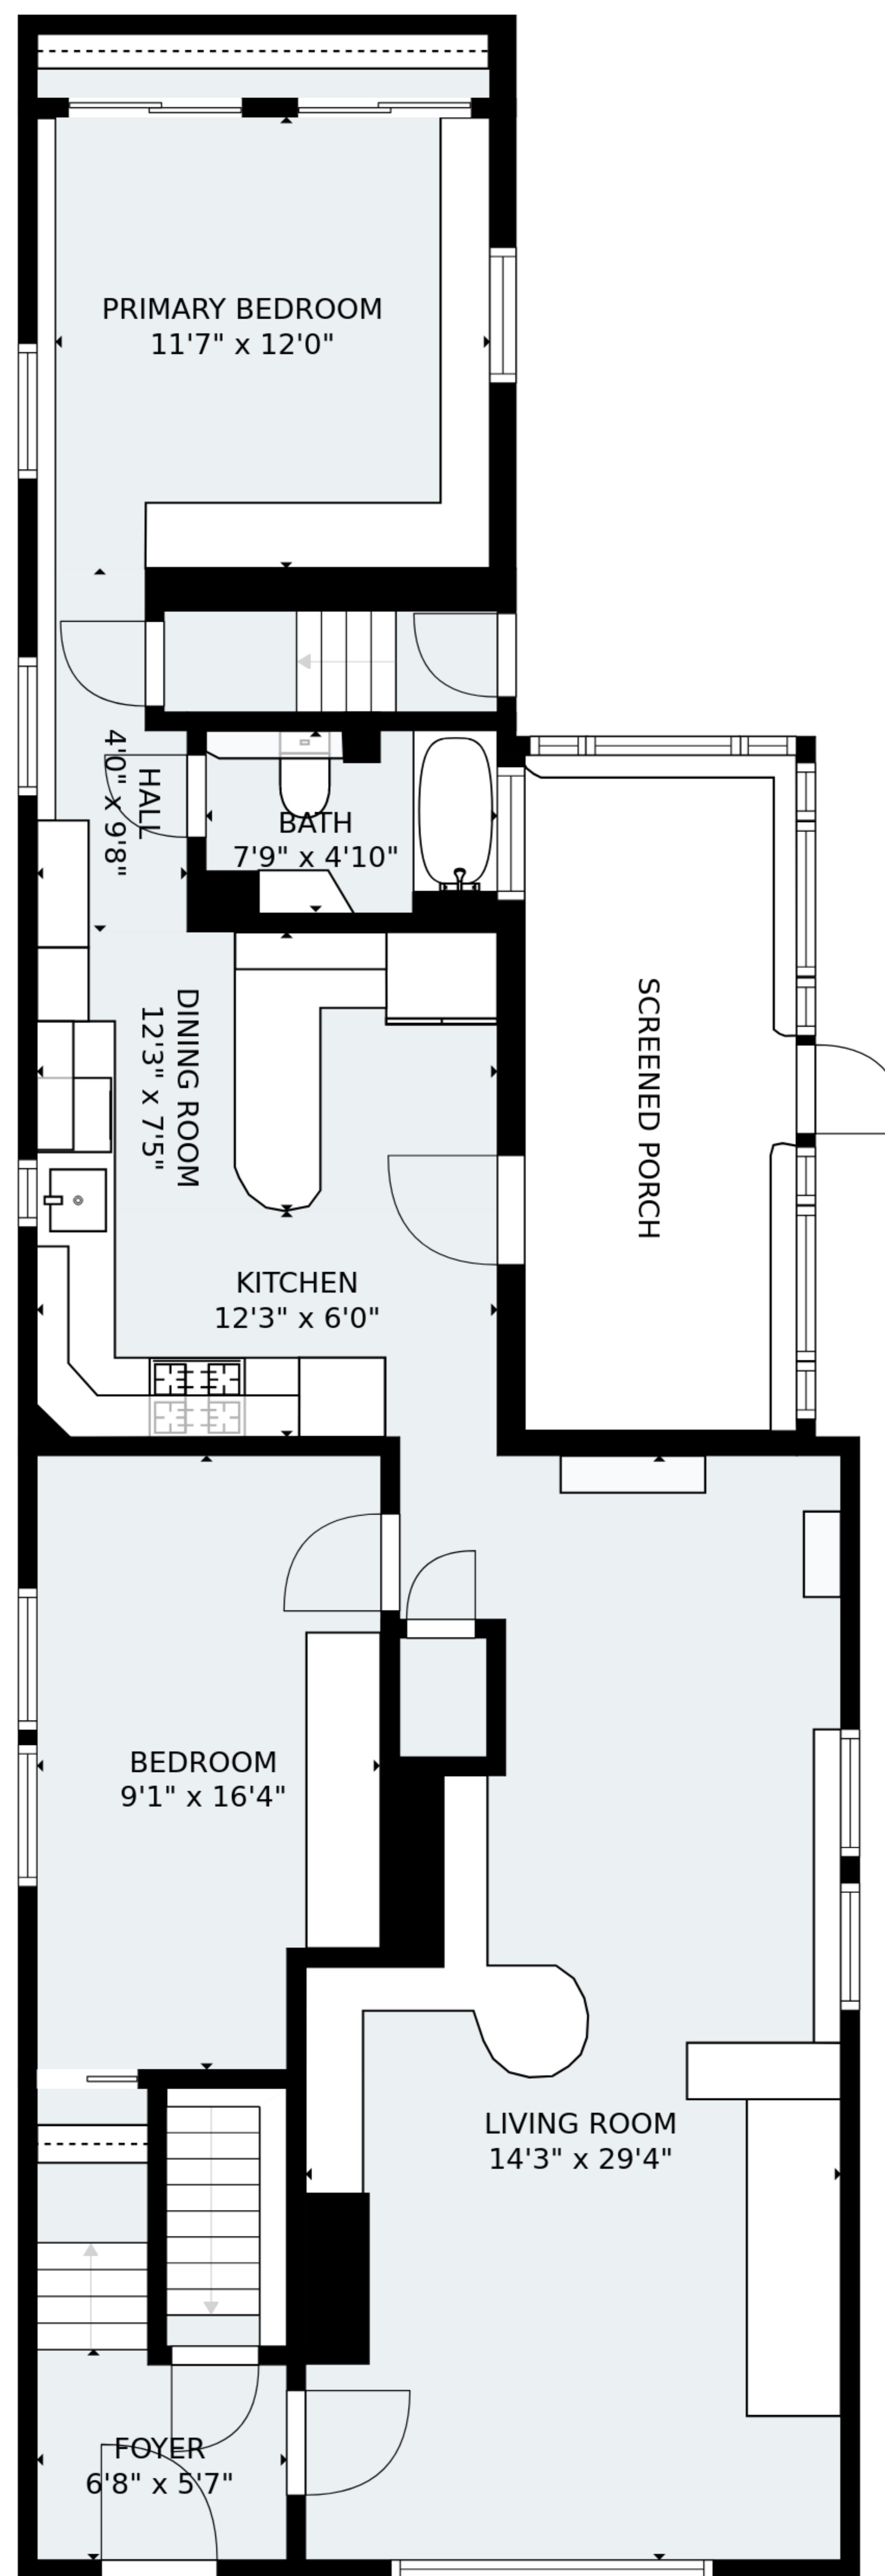 PRIMARY BEDROOM
11'7" x 12'0"
HALL
4'0" x 9'8"
BATH
7'9" x 4'10"
DINING ROOM
12'3" x 7'5"
SCREENED PORCH
KITCHEN
12'3" x 6'0"
BEDROOM
9'1" x 16'4"
LIVING ROOM
14'3" x 29'4"
FOYER
6'8" x 5'7"